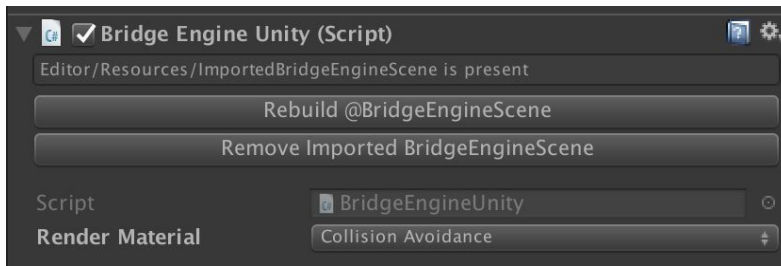 Bridge Engine Unity (Script)
Editor/Resources/ImportedBridgeEngineScene is present
Rebuild @BridgeEngineScene
Remove Imported BridgeEngineScene
Script BridgeEngineUnity
Render Material Collision Avoidance